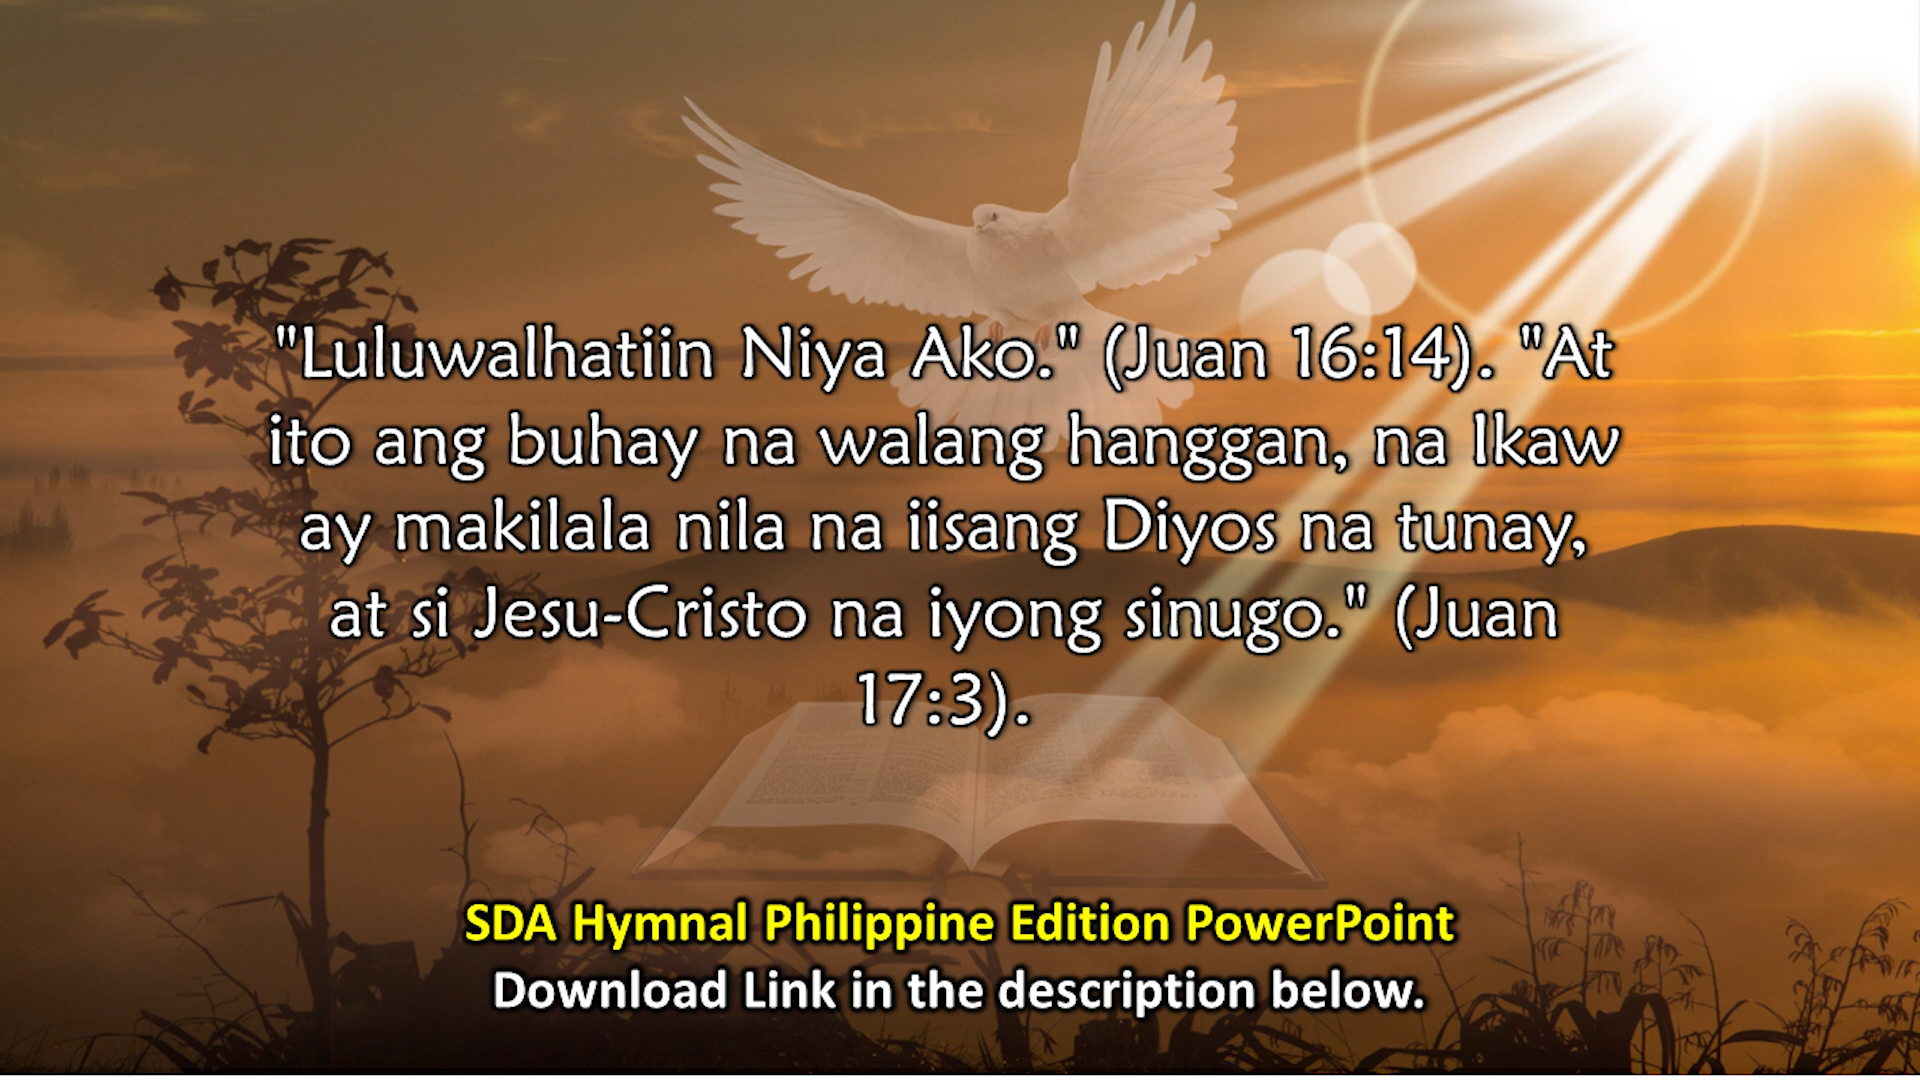 "Luluwalhatiin Niya Ako." (Juan 16:14). "At
ito ang buhay na walang hanggan, na Ikaw
ay makilala nila na iisang Diyos na tunay,
at si Jesu-Cristo na iyong sinugo." (Juan
17:3).
SDA Hymnal Philippine Edition PowerPoint
Download Link in the description below.